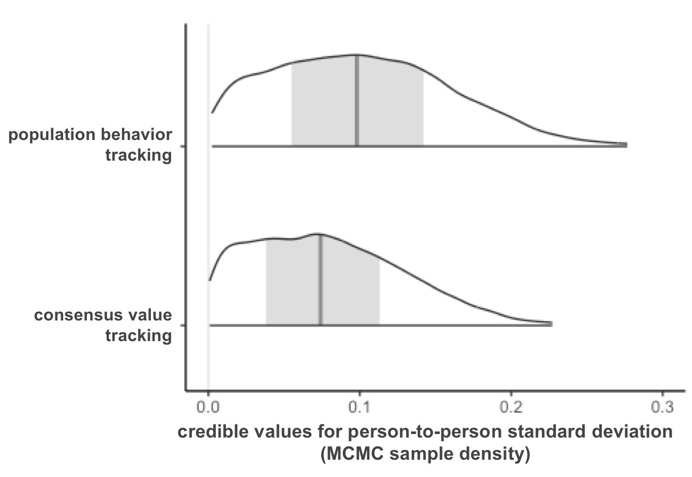 population behavior
tracking
consensus value
tracking
0.0 0.1 0.2 0.3
credible values for person-to-person standard deviation
(MCMC sample density)